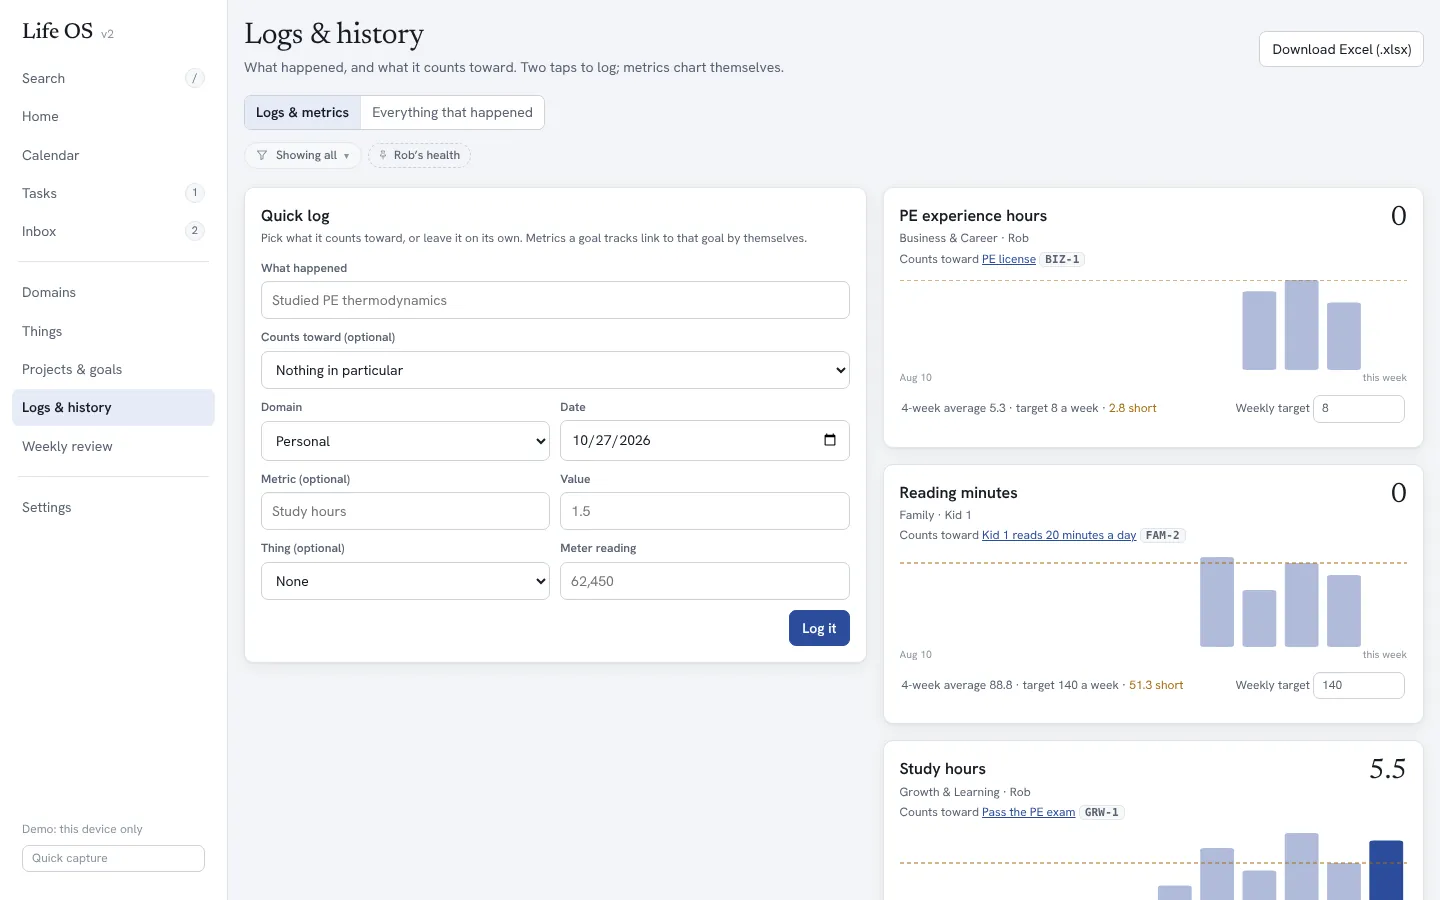 Life OS v2
Search /
Home
Calendar
Tasks 1
Inbox 2
Domains
Things
Projects & goals
Logs & history
Weekly review
Settings
Demo: this device only
Quick capture
Logs & history
What happened, and what it counts toward. Two taps to log; metrics chart themselves.
Download Excel (.xlsx)
Logs & metrics Everything that happened
Showing all ▾ Rob's health
Quick log
Pick what it counts toward, or leave it on its own. Metrics a goal tracks link to that goal by themselves.
What happened
Studied PE thermodynamics
Counts toward (optional)
Nothing in particular
Domain Date
Personal 10/27/2026
Metric (optional) Value
Study hours 1.5
Thing (optional) Meter reading
None 62,450
Log it
PE experience hours 0
Business & Career · Rob
Counts toward PE license BIZ-1
Aug 10 this week
4-week average 5.3 · target 8 a week · 2.8 short Weekly target 8
Reading minutes 0
Family · Kid 1
Counts toward Kid 1 reads 20 minutes a day FAM-2
Aug 10 this week
4-week average 88.8 · target 140 a week · 51.3 short Weekly target 140
Study hours 5.5
Growth & Learning · Rob
Counts toward Pass the PE exam GRW-1